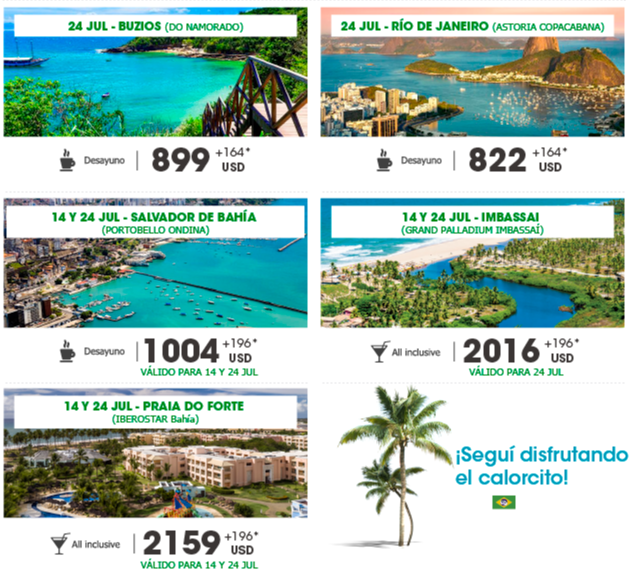 24 JUL - BUZIOS (DO NAMORADO)
Desayuno 899 +164* USD
24 JUL - RÍO DE JANEIRO (ASTORIA COPACABANA)
Desayuno 822 +164* USD
14 Y 24 JUL - SALVADOR DE BAHÍA
(PORTOBELLO ONDINA)
Desayuno 1004 +196* USD
VÁLIDO PARA 14 Y 24 JUL
14 Y 24 JUL - IMBASSAI
(GRAND PALLADIUM IMBASSAÍ)
All inclusive 2016 +196* USD
VÁLIDO PARA 24 JUL
14 Y 24 JUL - PRAIA DO FORTE
(IBEROSTAR Bahía)
All inclusive 2159 +196* USD
VÁLIDO PARA 14 Y 24 JUL
¡Seguí disfrutando
el calorcito!